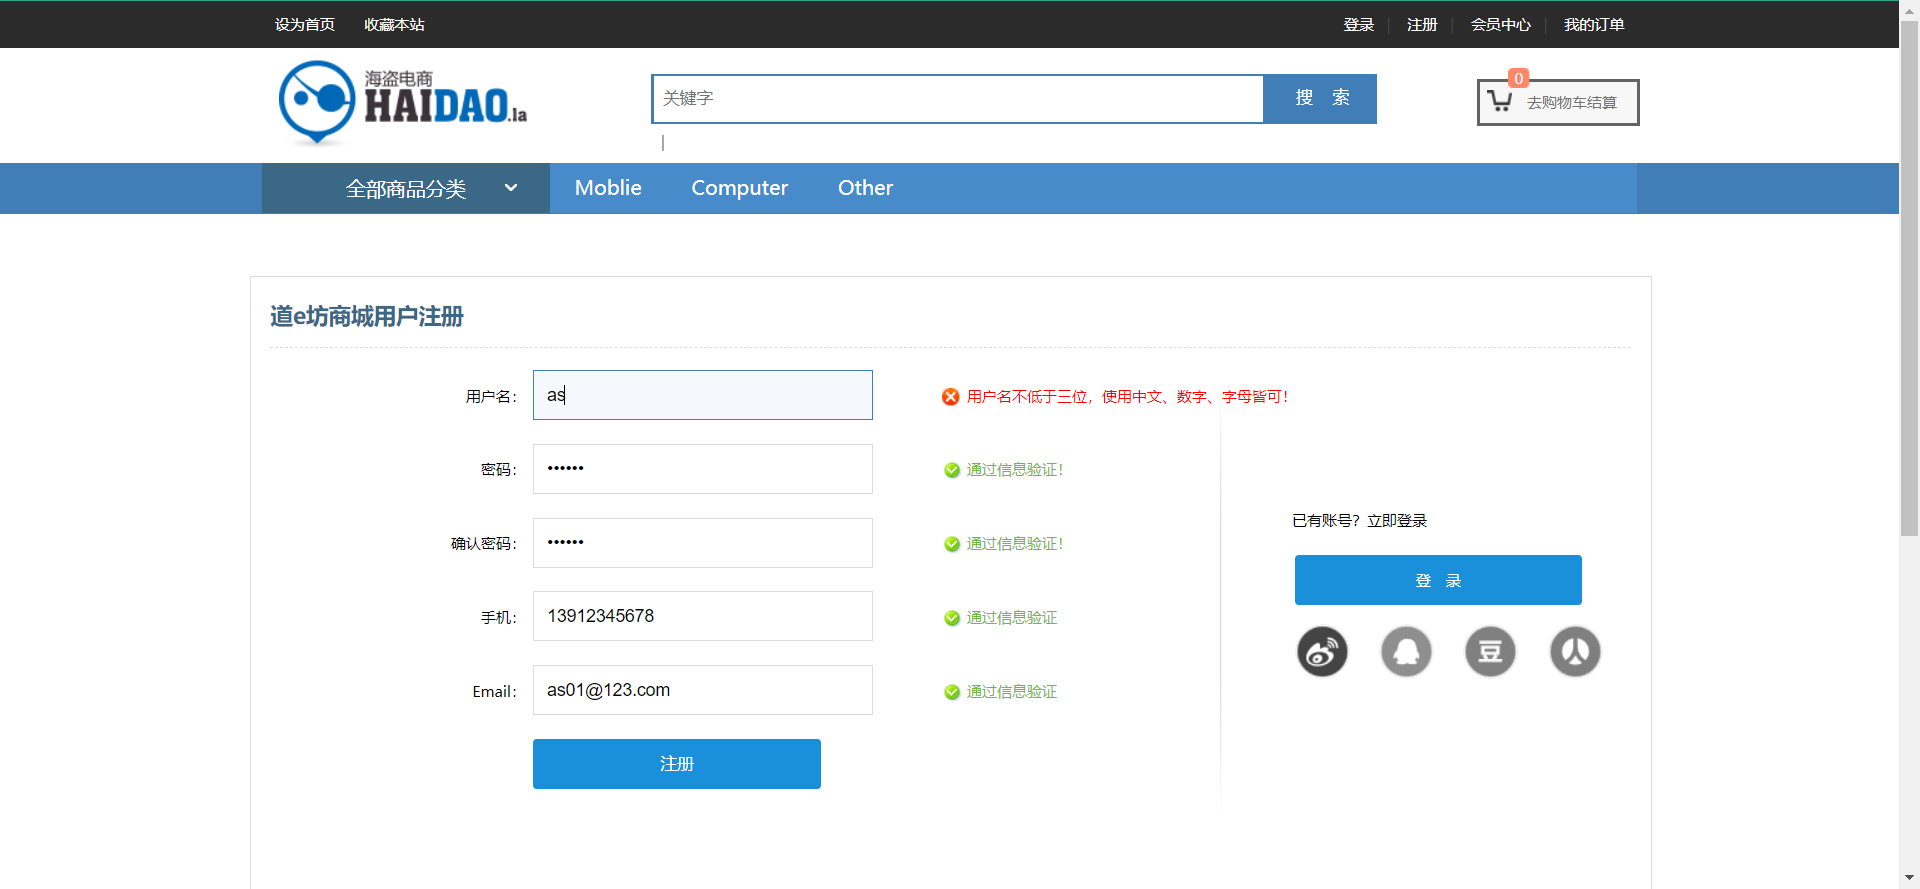 设为首页 收藏本站 登录 | 注册 | 会员中心 | 我的订单
海盗电商
HAIDAO.la
关键字 搜 索
0
去购物车结算
|
全部商品分类 Moblie Computer Other
道e坊商城用户注册
用户名： as 用户名不低于三位，使用中文、数字、字母皆可！
密码： •••••• 通过信息验证！
确认密码： •••••• 通过信息验证！
手机： 13912345678 通过信息验证
Email： as01@123.com 通过信息验证
注册
已有账号？立即登录
登 录
豆
人